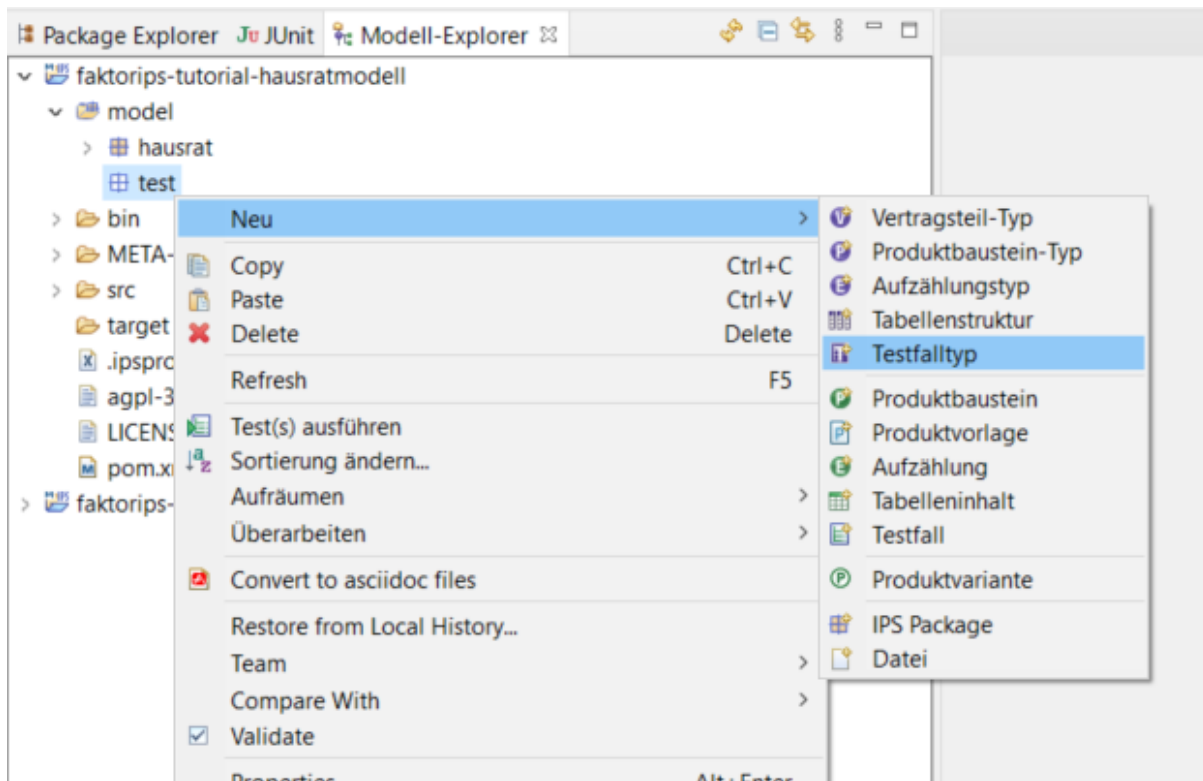 Package Explorer JUnit Modell-Explorer
faktorips-tutorial-hausratmodell
model
hausrat
test
bin
META-
src
target
.ipspro
agpl-3
LICENS
pom.x
faktorips-
Neu
Copy Ctrl+C
Paste Ctrl+V
Delete Delete
Refresh F5
Test(s) ausführen
Sortierung ändern...
Aufräumen
Überarbeiten
Convert to asciidoc files
Restore from Local History...
Team
Compare With
Validate
Properties Alt+Enter
Vertragsteil-Typ
Produktbaustein-Typ
Aufzählungstyp
Tabellenstruktur
Testfalltyp
Produktbaustein
Produktvorlage
Aufzählung
Tabelleninhalt
Testfall
Produktvariante
IPS Package
Datei